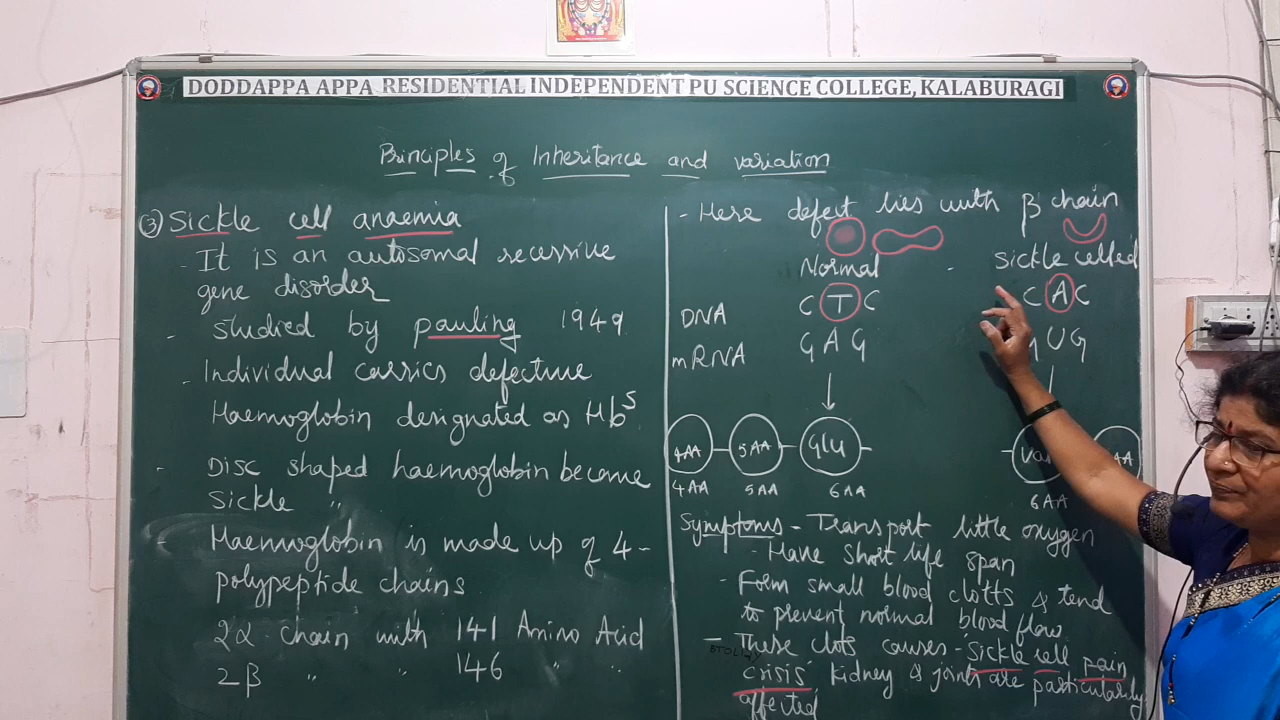 DODDAPPA APPA RESIDENTIAL INDEPENDENT PU SCIENCE COLLEGE, KALABURAGI
Principles of Inheritance and variation
③ Sickle cell anaemia
- It is an autosomal recessive
gene disorder
- studied by pauling 1949
- Individual carries defective
Haemoglobin designated as Hbˢ
- Disc shaped haemoglobin become
Sickle "
- Haemoglobin is made up of 4-
polypeptide chains
2α chain with 141 Amino Acid
2β " " 146 " "
- Here defect lies with β chain
Normal - Sickle celled
DNA C T C C A C
mRNA G A G G U G
4AA 5AA Glu
4AA 5AA 6AA 6AA
Symptoms - Transport little oxygen
- Have short life span
- Form small blood clotts & tend
to prevent normal blood flow
- These clots causes - 'Sickle cell pain
crisis' kidney & joints are particularly
affected